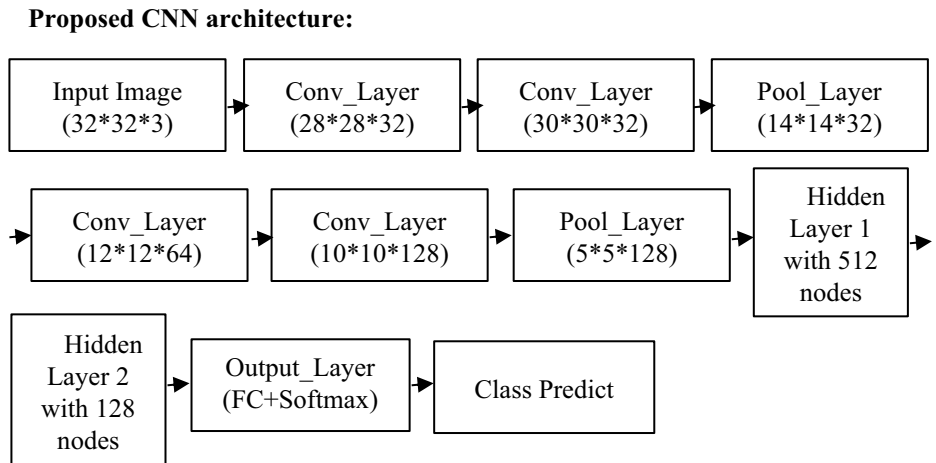 Proposed CNN architecture:
Input Image
(32*32*3)
Conv_Layer
(28*28*32)
Conv_Layer
(30*30*32)
Pool_Layer
(14*14*32)
Conv_Layer
(12*12*64)
Conv_Layer
(10*10*128)
Pool_Layer
(5*5*128)
Hidden
Layer 1
with 512
nodes
Hidden
Layer 2
with 128
nodes
Output_Layer
(FC+Softmax)
Class Predict